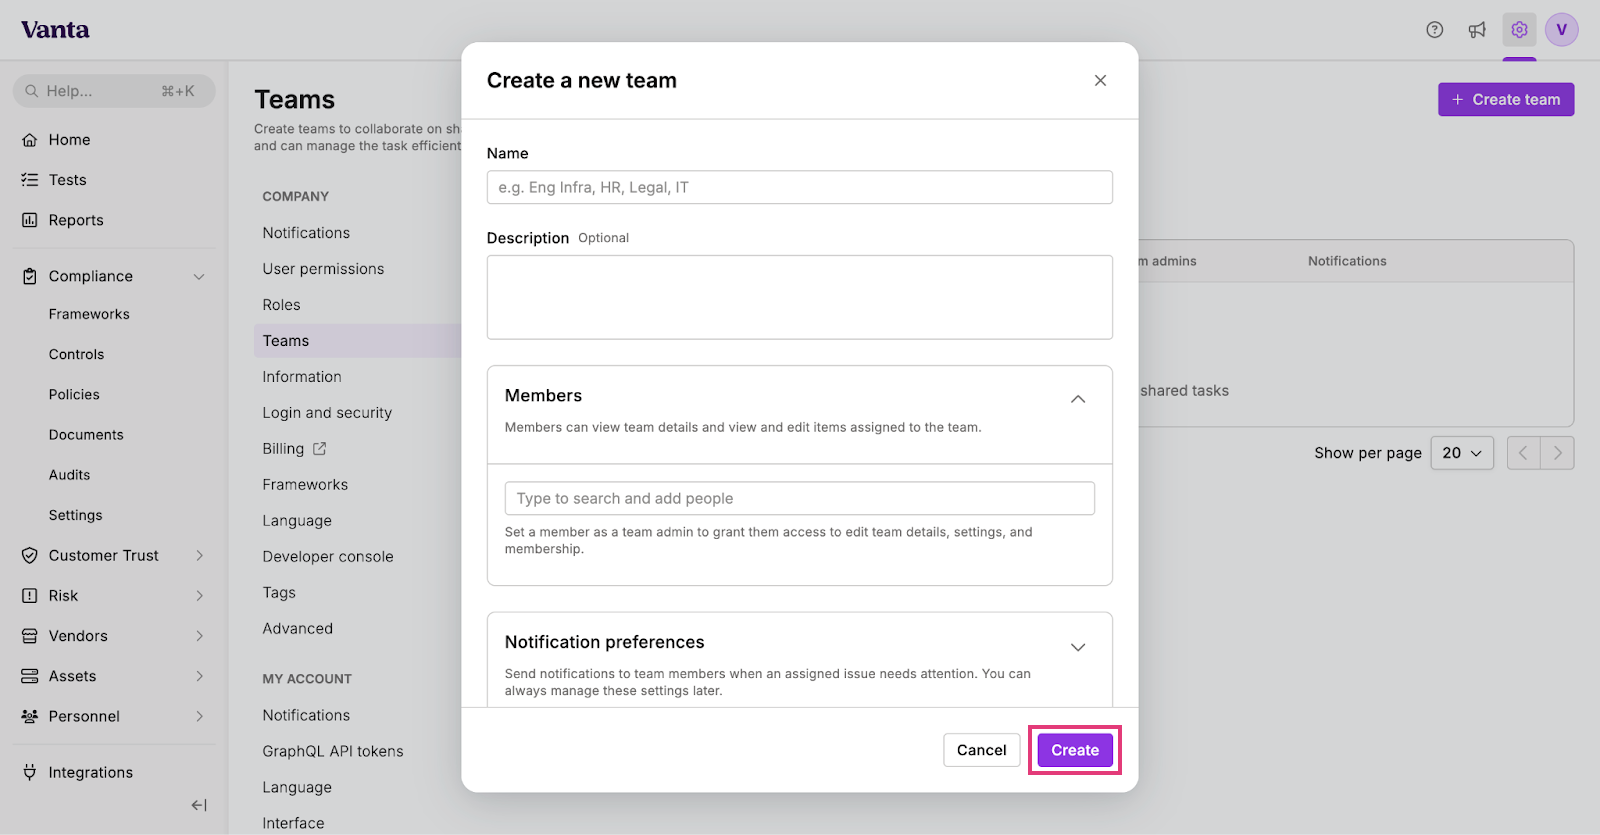 Vanta
V
Help...
⌘+K
Home
Tests
Reports
Compliance
Frameworks
Controls
Policies
Documents
Audits
Settings
Customer Trust
Risk
Vendors
Assets
Personnel
Integrations
Teams
Create teams to collaborate on sh
and can manage the task efficient
+ Create team
COMPANY
Notifications
User permissions
Roles
Teams
Information
Login and security
Billing
Frameworks
Language
Developer console
Tags
Advanced
MY ACCOUNT
Notifications
GraphQL API tokens
Language
Interface
m admins
Notifications
shared tasks
Show per page
20
Create a new team
Name
e.g. Eng Infra, HR, Legal, IT
Description Optional
Members
Members can view team details and view and edit items assigned to the team.
Type to search and add people
Set a member as a team admin to grant them access to edit team details, settings, and
membership.
Notification preferences
Send notifications to team members when an assigned issue needs attention. You can
always manage these settings later.
Cancel
Create